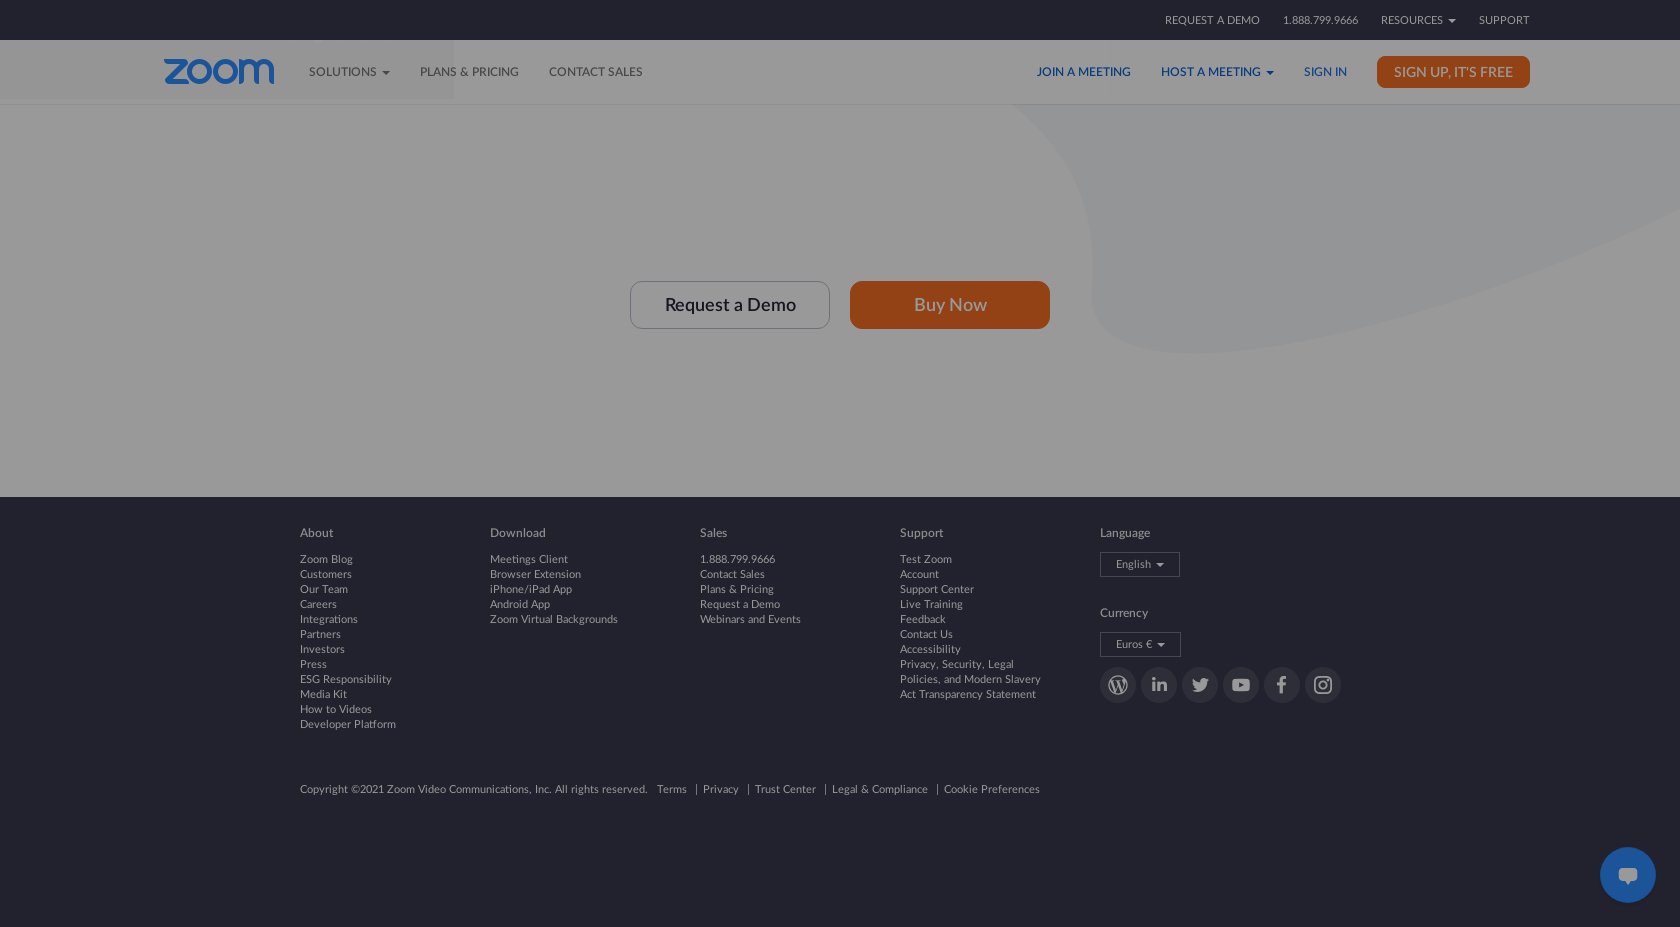 REQUEST A DEMO 1.888.799.9666 RESOURCES SUPPORT
zoom SOLUTIONS PLANS & PRICING CONTACT SALES JOIN A MEETING HOST A MEETING SIGN IN SIGN UP, IT'S FREE
Request a Demo Buy Now
About
Zoom Blog
Customers
Our Team
Careers
Integrations
Partners
Investors
Press
ESG Responsibility
Media Kit
How to Videos
Developer Platform
Download
Meetings Client
Browser Extension
iPhone/iPad App
Android App
Zoom Virtual Backgrounds
Sales
1.888.799.9666
Contact Sales
Plans & Pricing
Request a Demo
Webinars and Events
Support
Test Zoom
Account
Support Center
Live Training
Feedback
Contact Us
Accessibility
Privacy, Security, Legal
Policies, and Modern Slavery
Act Transparency Statement
Language
English
Currency
Euros €
Copyright ©2021 Zoom Video Communications, Inc. All rights reserved. Terms | Privacy | Trust Center | Legal & Compliance | Cookie Preferences